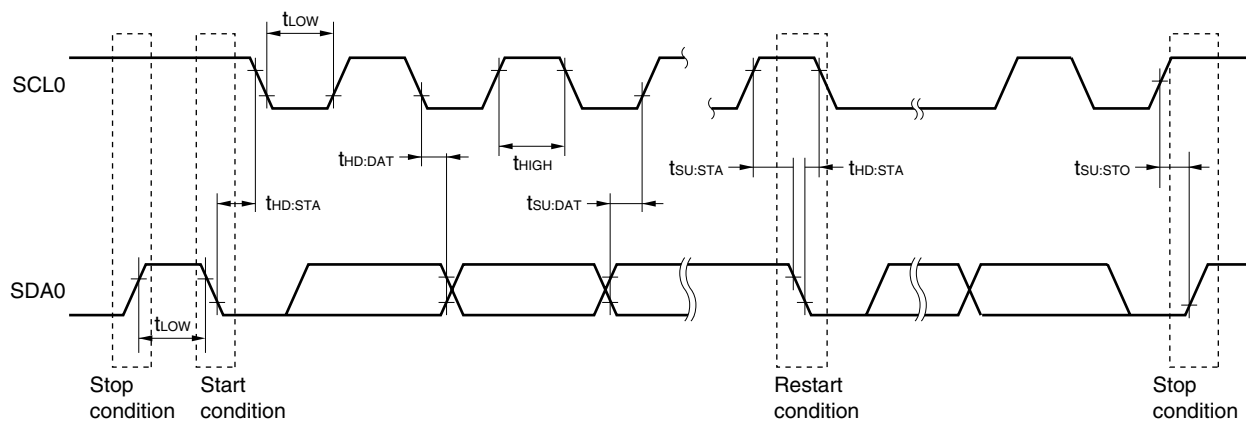 tLOW
SCL0
tHD:DAT
tHIGH
tSU:STA
tHD:STA
tSU:STO
tHD:STA
tSU:DAT
SDA0
tLOW
Stop
condition
Start
condition
Restart
condition
Stop
condition